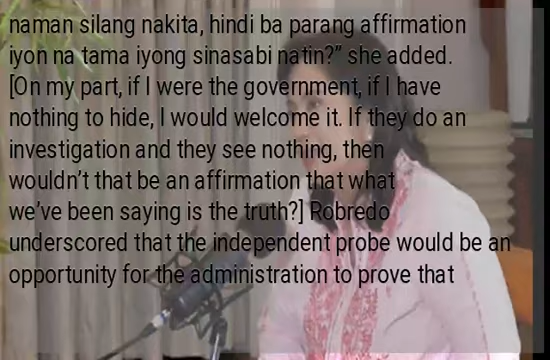 naman silang nakita, hindi ba parang affirmation
iyon na tama iyong sinasabi natin?” she added.
[On my part, if I were the government, if I have
nothing to hide, I would welcome it. If they do an
investigation and they see nothing, then
wouldn’t that be an affirmation that what
we’ve been saying is the truth?] Robredo
underscored that the independent probe would be an
opportunity for the administration to prove that